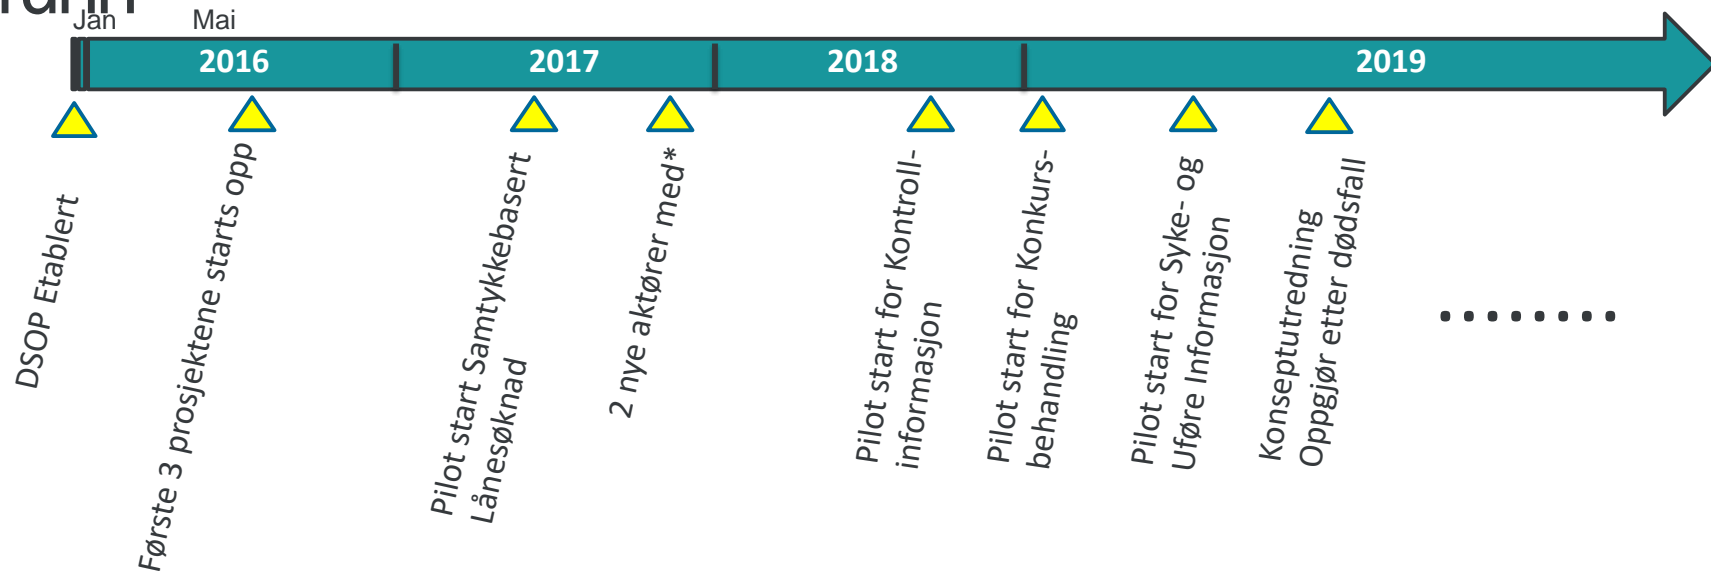 Jan Mai
2016 2017 2018 2019
DSOP Etablert
Første 3 prosjektene starts opp
Pilot start Samtykkebasert
Lånesøknad
2 nye aktører med*
Pilot start for Kontroll-
informasjon
Pilot start for Konkurs-
behandling
Pilot start for Syke- og
Uføre Informasjon
Konseptutredning
Oppgjør etter dødsfall
........